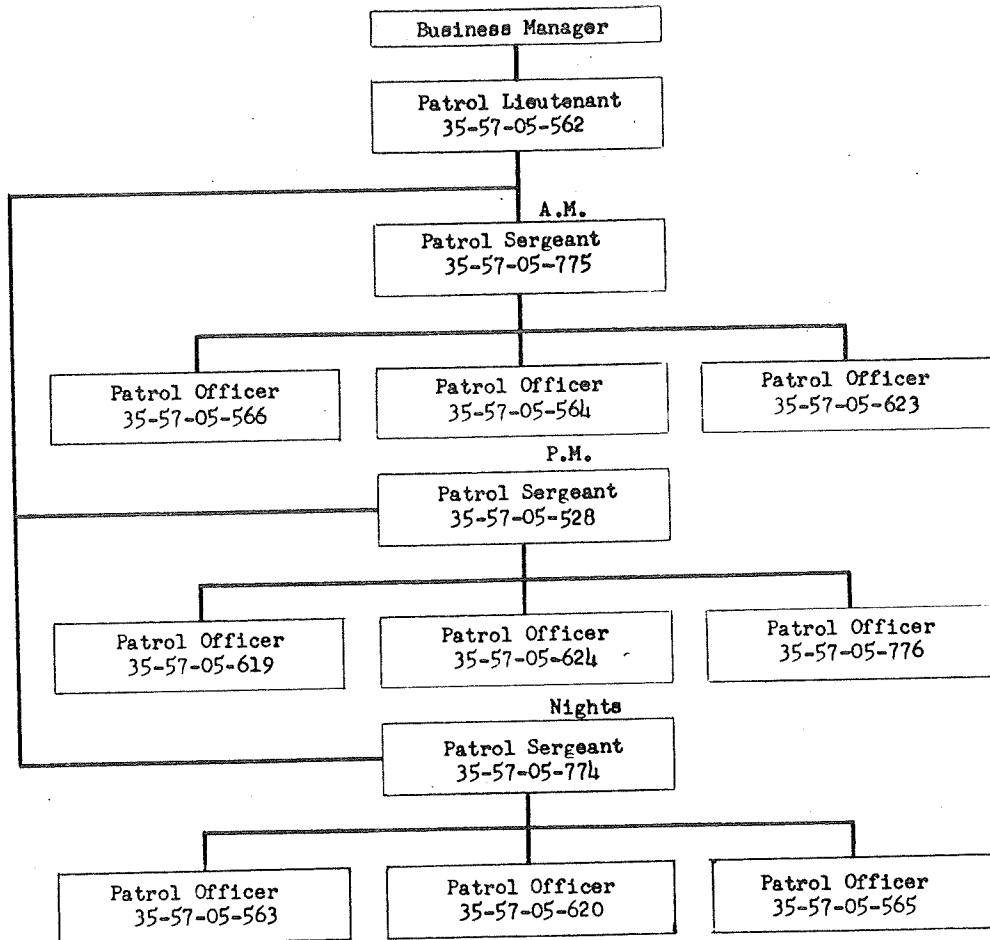 Business Manager
Patrol Lieutenant
35-57-05-562
A.M.
Patrol Sergeant
35-57-05-775
Patrol Officer
35-57-05-566
Patrol Officer
35-57-05-564
Patrol Officer
35-57-05-623
P.M.
Patrol Sergeant
35-57-05-528
Patrol Officer
35-57-05-619
Patrol Officer
35-57-05-624
Patrol Officer
35-57-05-776
Nights
Patrol Sergeant
35-57-05-774
Patrol Officer
35-57-05-563
Patrol Officer
35-57-05-620
Patrol Officer
35-57-05-565